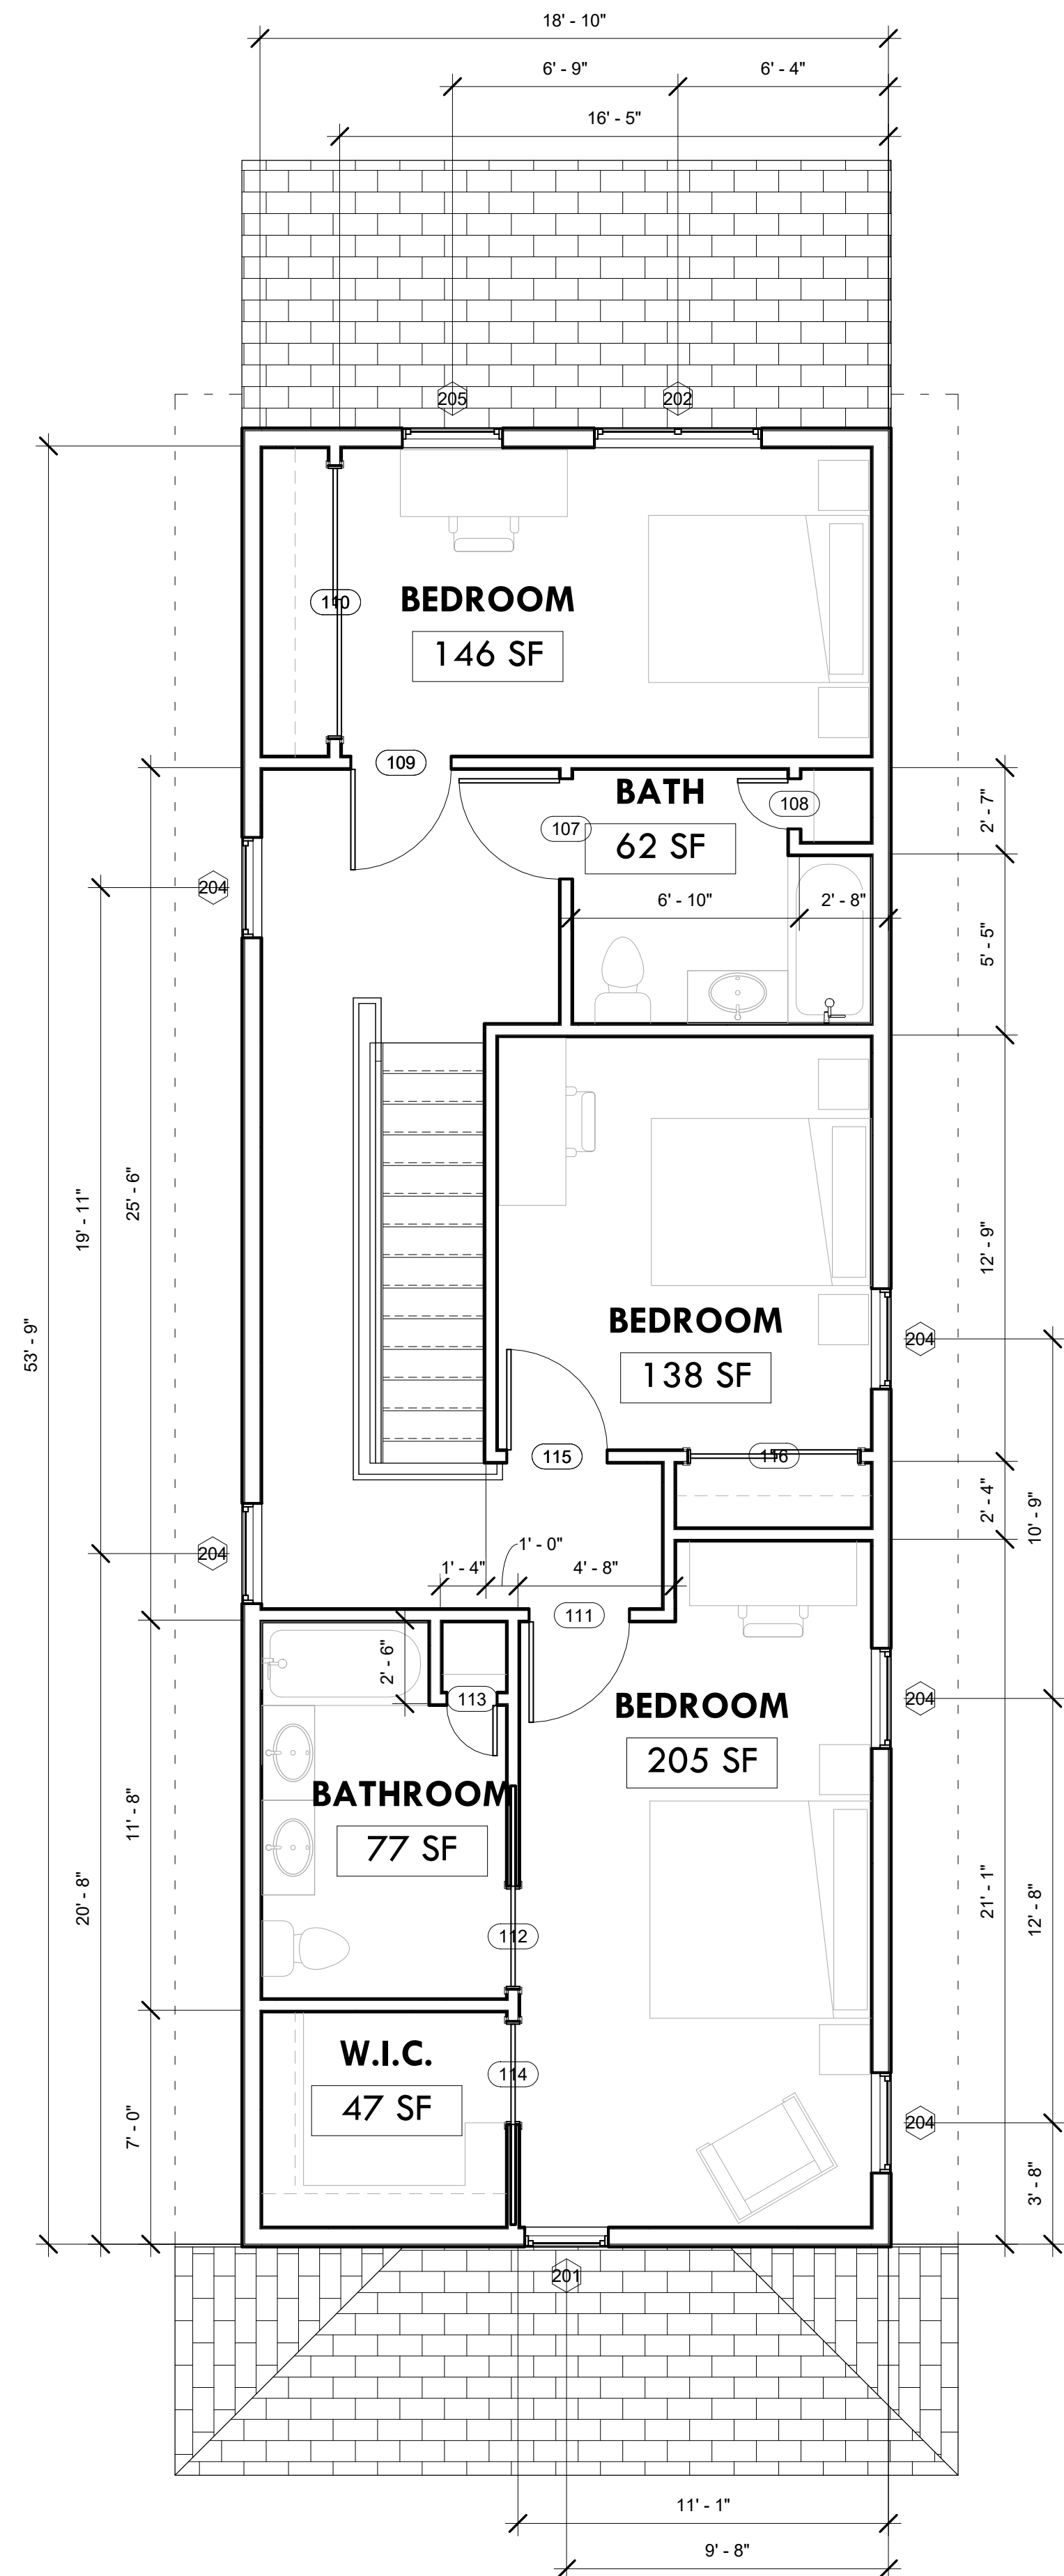 18' - 10"
6' - 9"
6' - 4"
16' - 5"
205
202
110
BEDROOM
146 SF
109
BATH
108
107
62 SF
2' - 7"
204
6' - 10"
2' - 8"
5' - 5"
25' - 6"
19' - 11"
53' - 9"
12' - 9"
BEDROOM
204
138 SF
115
116
2' - 4"
10' - 9"
204
1' - 0"
1' - 4"
4' - 8"
111
2' - 6"
113
BEDROOM
204
205 SF
BATHROOM
77 SF
11' - 8"
20' - 8"
21' - 1"
12' - 8"
112
W.I.C.
114
47 SF
204
7' - 0"
3' - 8"
201
11' - 1"
9' - 8"